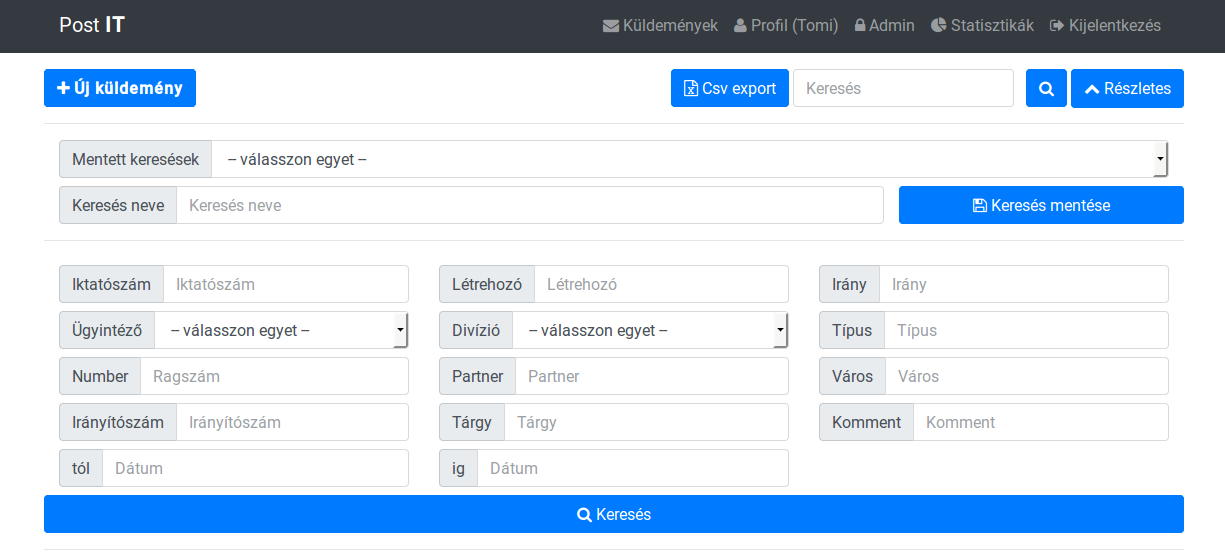 Post IT Küldemények Profil (Tomi) Admin Statisztikák Kijelentkezés
Új küldemény Csv export Keresés Részletes
Mentett keresések -- válasszon egyet --
Keresés neve Keresés neve Keresés mentése
Iktatószám Iktatószám Létrehozó Létrehozó Irány Irány
Ügyintéző -- válasszon egyet -- Divízió -- válasszon egyet -- Típus Típus
Number Ragszám Partner Partner Város Város
Irányítószám Irányítószám Tárgy Tárgy Komment Komment
tól Dátum ig Dátum
Keresés